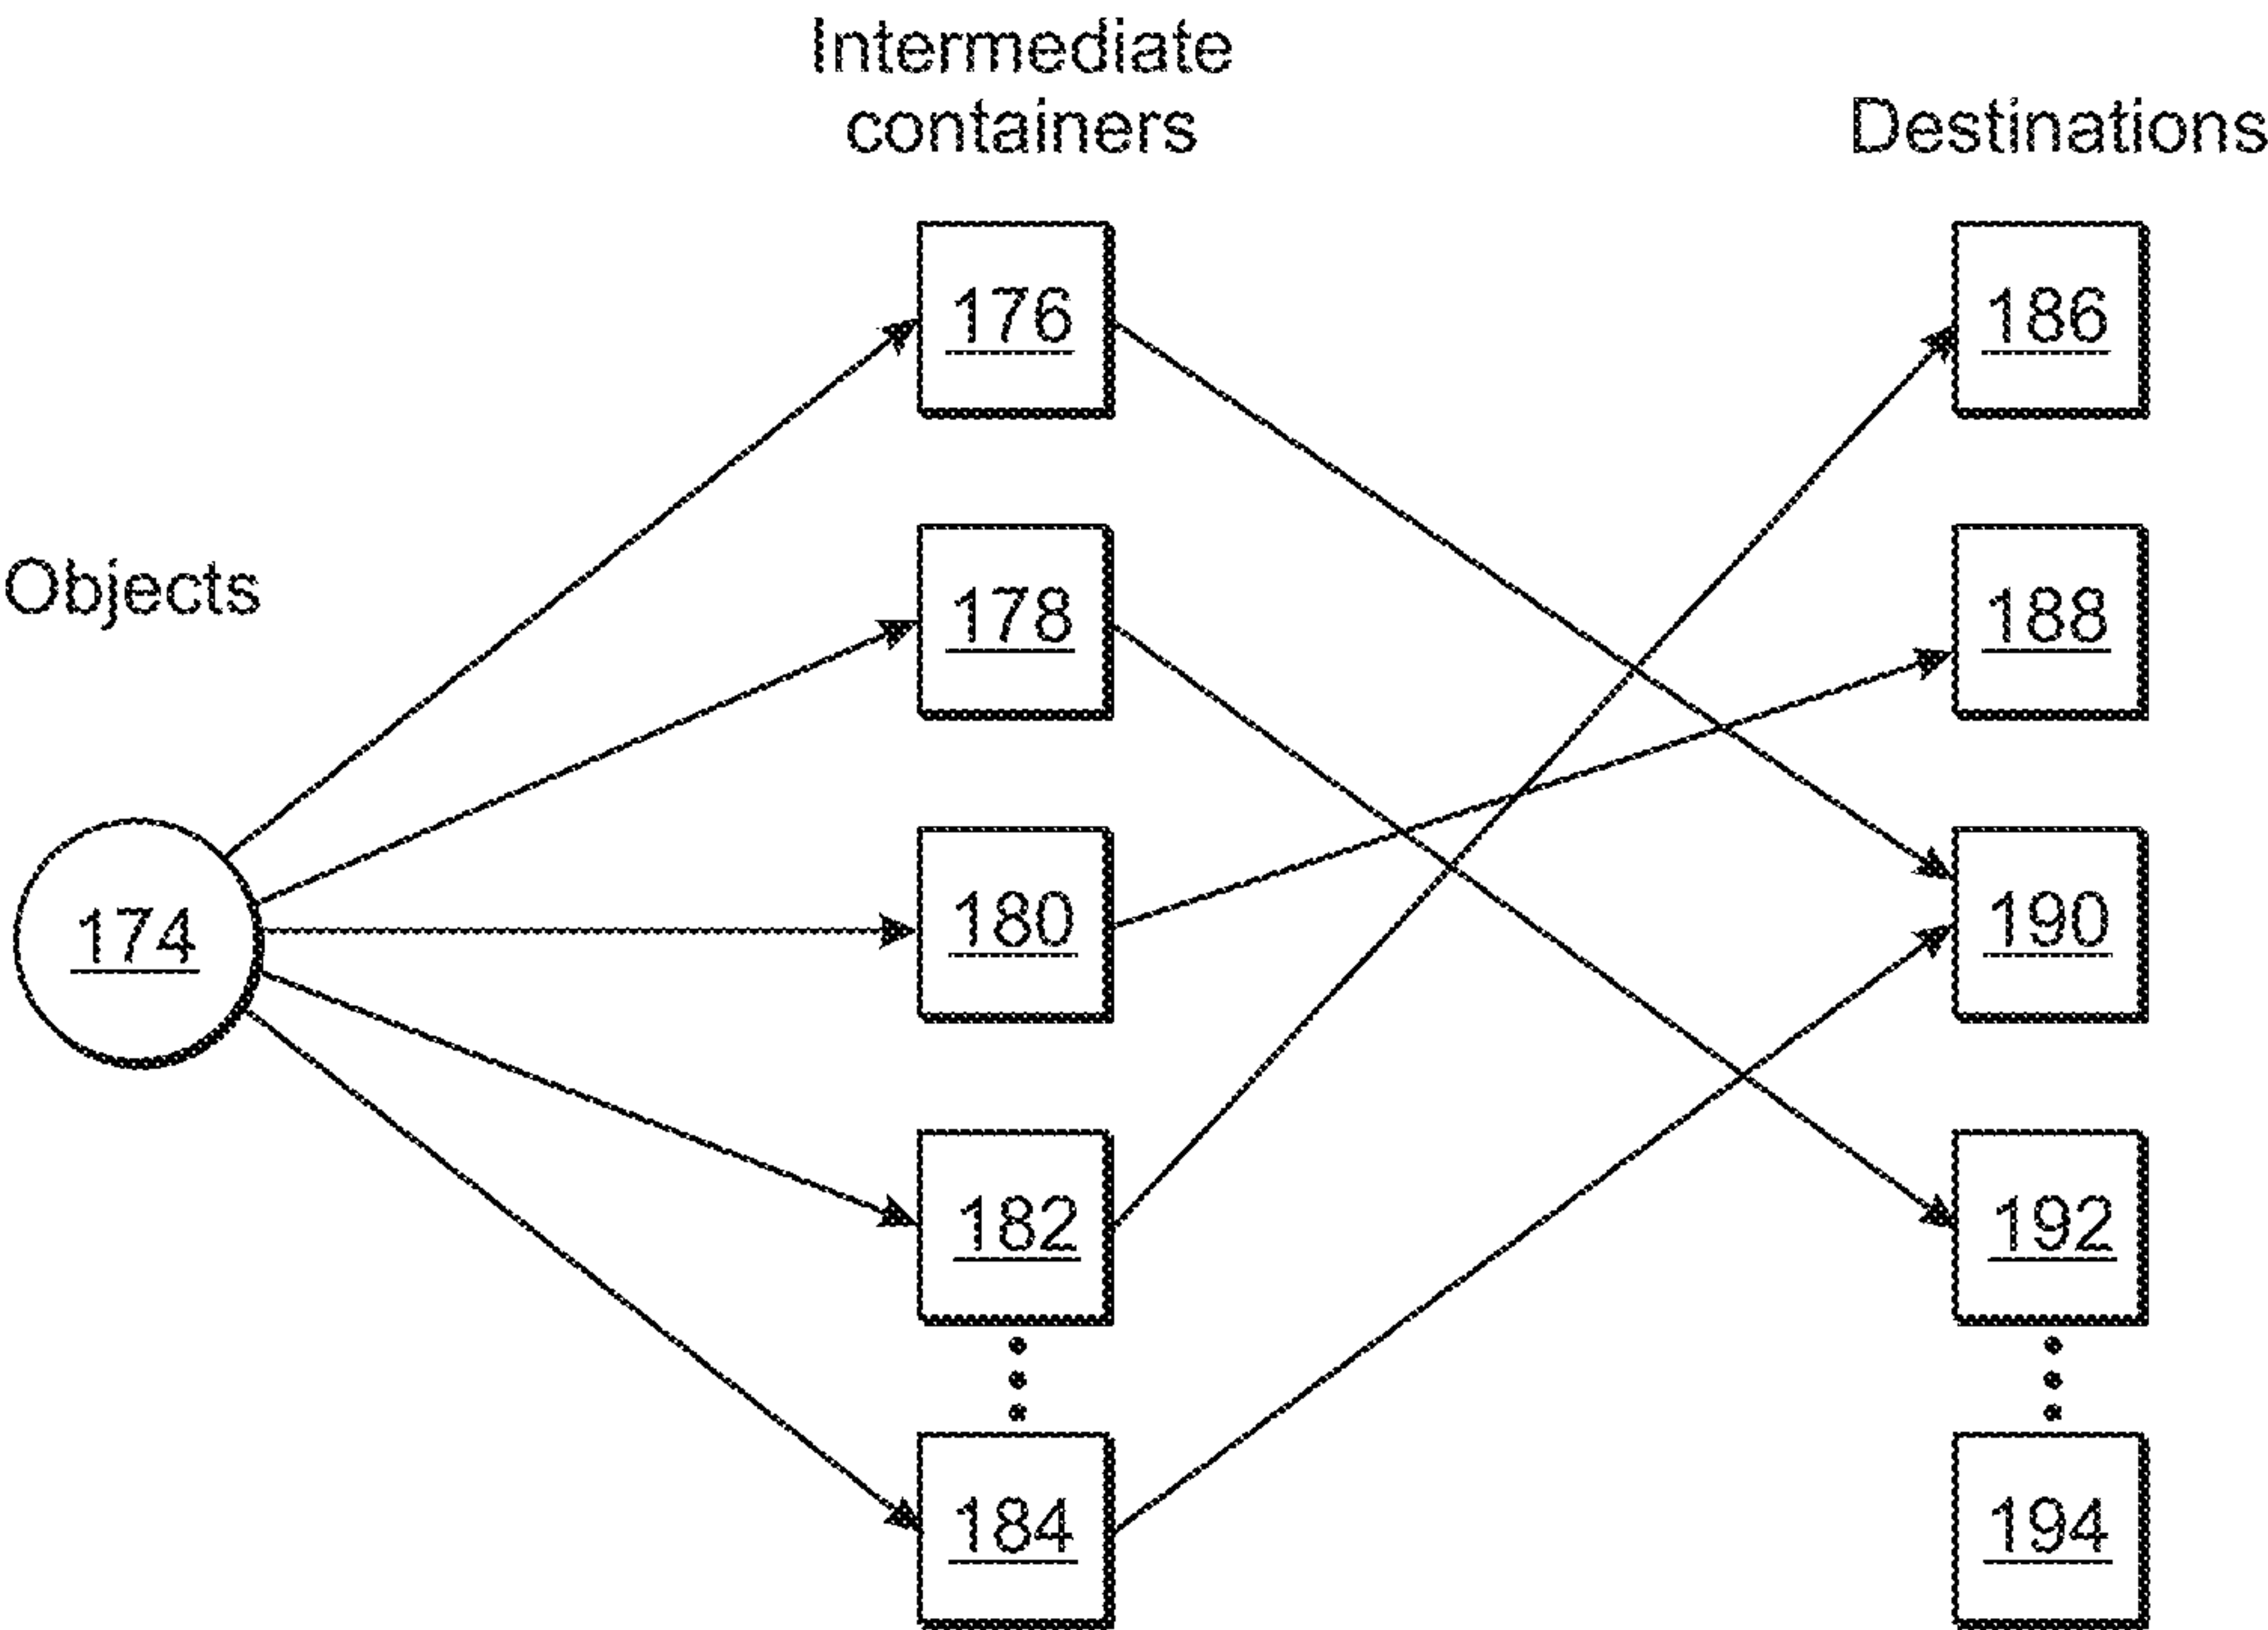 Intermediate
containers
Destinations
176
186
Objects
178
188
174
180
190
182
192
184
194